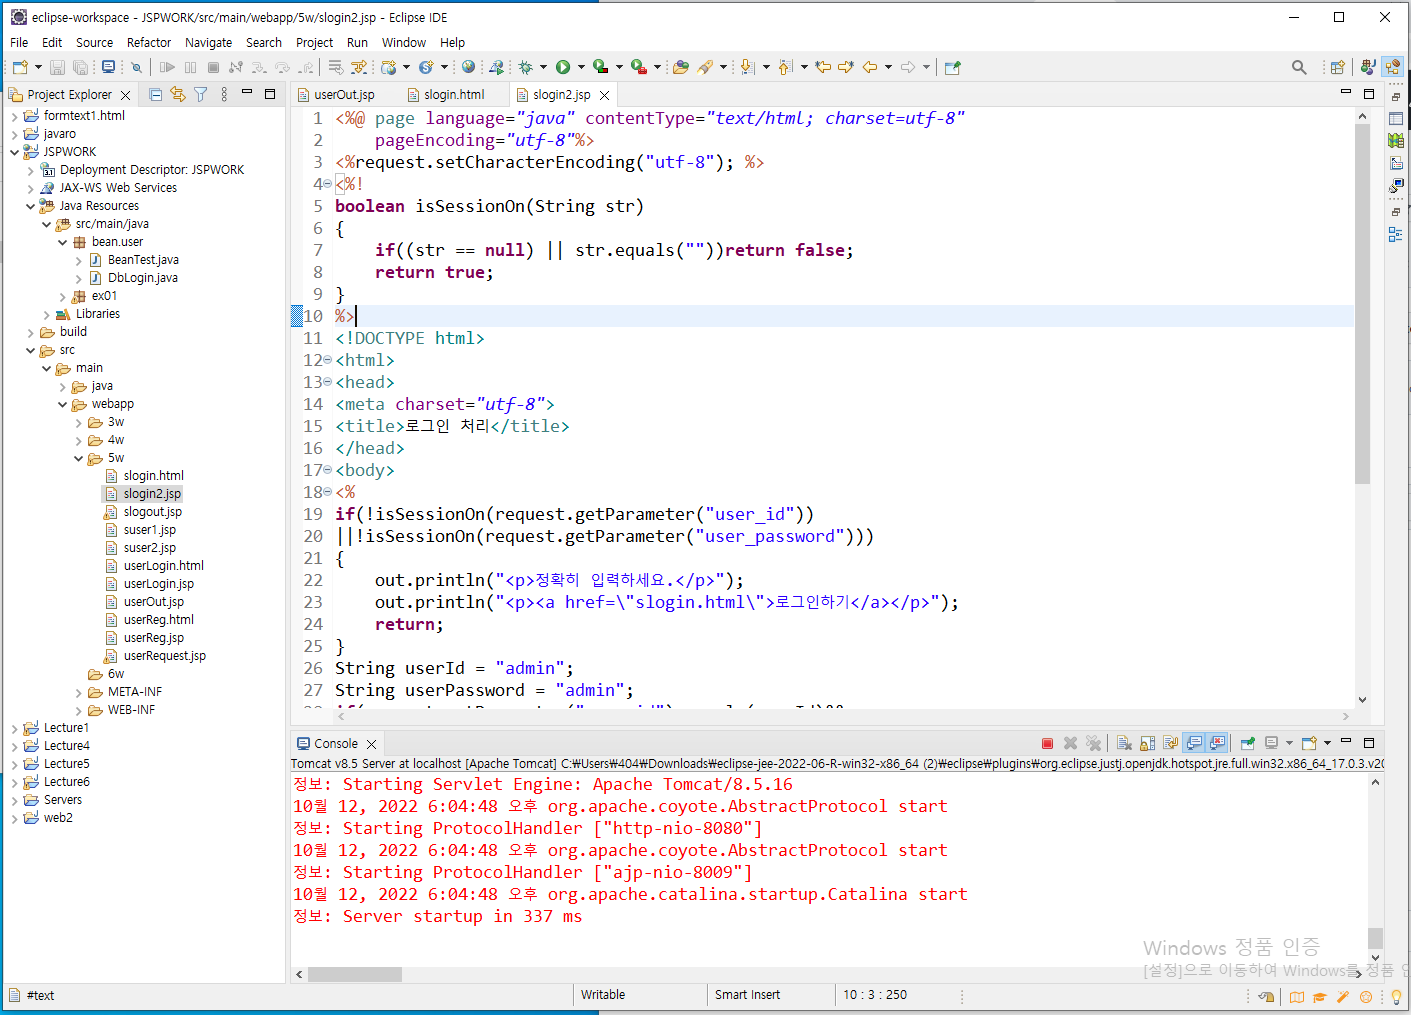 eclipse-workspace - JSPWORK/src/main/webapp/5w/slogin2.jsp - Eclipse IDE
File Edit Source Refactor Navigate Search Project Run Window Help
Project Explorer
formtext1.html
javaro
JSPWORK
Deployment Descriptor: JSPWORK
JAX-WS Web Services
Java Resources
src/main/java
bean.user
BeanTest.java
DbLogin.java
ex01
Libraries
build
src
main
java
webapp
3w
4w
5w
slogin.html
slogin2.jsp
slogout.jsp
suser1.jsp
suser2.jsp
userLogin.html
userLogin.jsp
userOut.jsp
userReg.html
userReg.jsp
userRequest.jsp
6w
META-INF
WEB-INF
Lecture1
Lecture4
Lecture5
Lecture6
Servers
web2
userOut.jsp slogin.html slogin2.jsp
1 <%@ page language="java" contentType="text/html; charset=utf-8"
2 pageEncoding="utf-8"%>
3 <%request.setCharacterEncoding("utf-8"); %>
4 <%!
5 boolean isSessionOn(String str)
6 {
7 if((str == null) || str.equals(""))return false;
8 return true;
9 }
10 %>
11 <!DOCTYPE html>
12 <html>
13 <head>
14 <meta charset="utf-8">
15 <title>로그인 처리</title>
16 </head>
17 <body>
18 <%
19 if(!isSessionOn(request.getParameter("user_id"))
20 ||!isSessionOn(request.getParameter("user_password")))
21 {
22 out.println("<p>정확히 입력하세요.</p>");
23 out.println("<p><a href=\"slogin.html\">로그인하기</a></p>");
24 return;
25 }
26 String userId = "admin";
27 String userPassword = "admin";
Console
Tomcat v8.5 Server at localhost [Apache Tomcat] C:₩Users₩404₩Downloads₩eclipse-jee-2022-06-R-win32-x86_64 (2)₩eclipse₩plugins₩org.eclipse.justj.openjdk.hotspot.jre.full.win32.x86_64_17.0.3.v20
정보: Starting Servlet Engine: Apache Tomcat/8.5.16
10월 12, 2022 6:04:48 오후 org.apache.coyote.AbstractProtocol start
정보: Starting ProtocolHandler ["http-nio-8080"]
10월 12, 2022 6:04:48 오후 org.apache.coyote.AbstractProtocol start
정보: Starting ProtocolHandler ["ajp-nio-8009"]
10월 12, 2022 6:04:48 오후 org.apache.catalina.startup.Catalina start
정보: Server startup in 337 ms
Windows 정품 인증
[설정]으로 이동하여 Windows를 정품
#text Writable Smart Insert 10 : 3 : 250